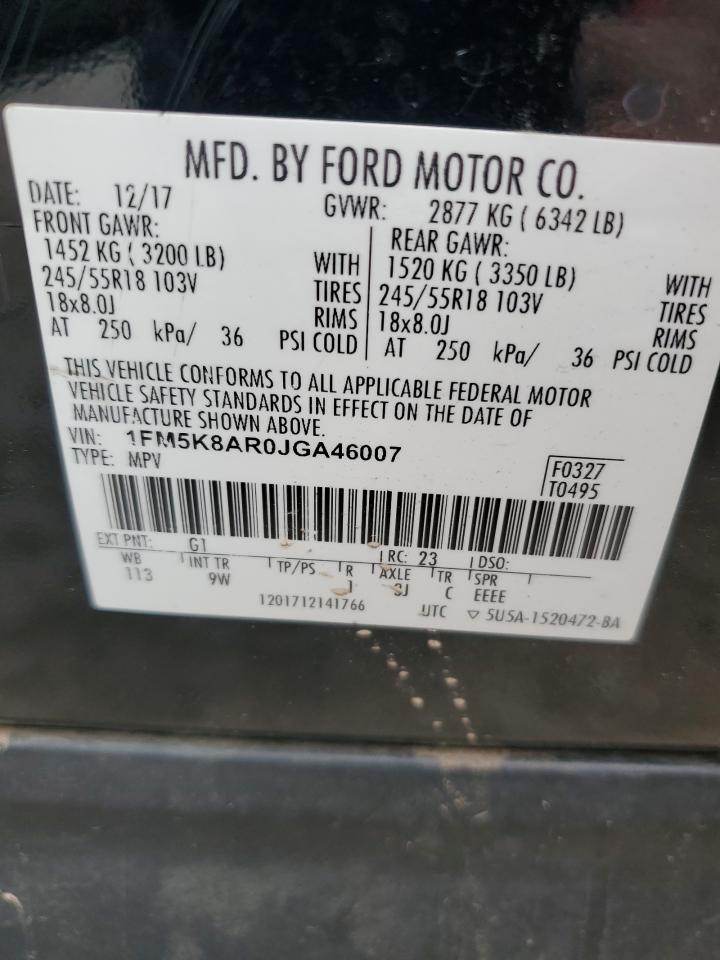 MFD. BY FORD MOTOR CO.
DATE: 12/17 GVWR: 2877 KG ( 6342 LB)
FRONT GAWR: REAR GAWR:
1452 KG ( 3200 LB) WITH 1520 KG ( 3350 LB) WITH
245/55R18 103V TIRES 245/55R18 103V TIRES
18x8.0J RIMS 18x8.0J RIMS
AT 250 kPa/ 36 PSI COLD AT 250 kPa/ 36 PSI COLD
THIS VEHICLE CONFORMS TO ALL APPLICABLE FEDERAL MOTOR
VEHICLE SAFETY STANDARDS IN EFFECT ON THE DATE OF
MANUFACTURE SHOWN ABOVE.
VIN: 1FM5K8AR0JGA46007
TYPE: MPV
F0327
T0495
EXT PNT: G1 RC: 23 DSO:
WB INT TR TP/PS R AXLE TR SPR
113 9W C EEEE
1201712141766 UTC ▽ 5U5A-1520472-BA